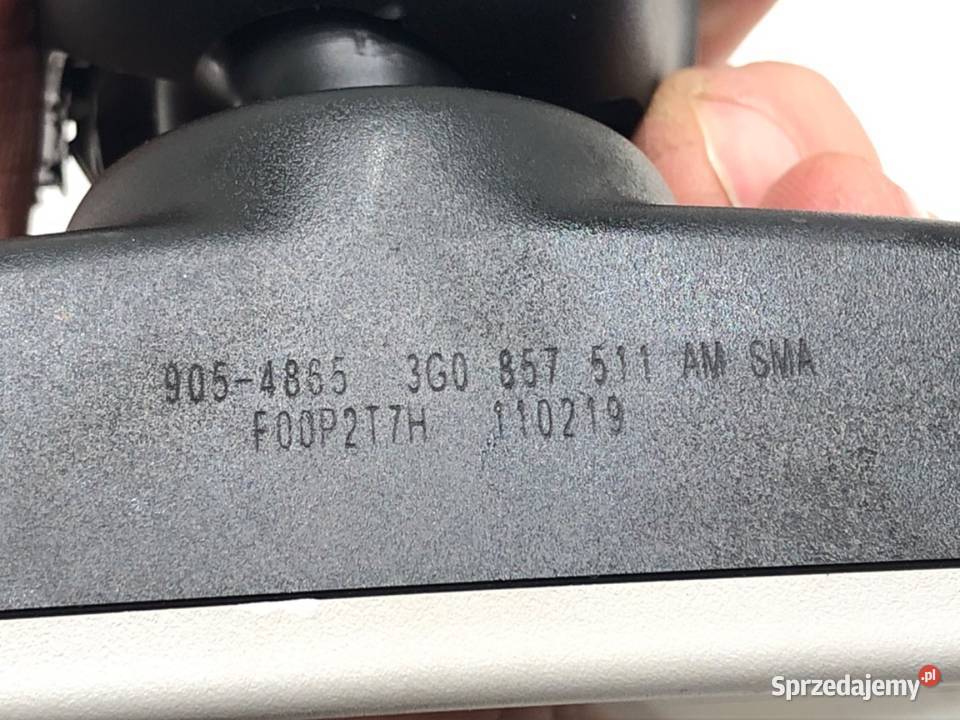 905-4865 3G0 857 511 AM SMA
F00P2T7H 110219
Sprzedajemy.pl